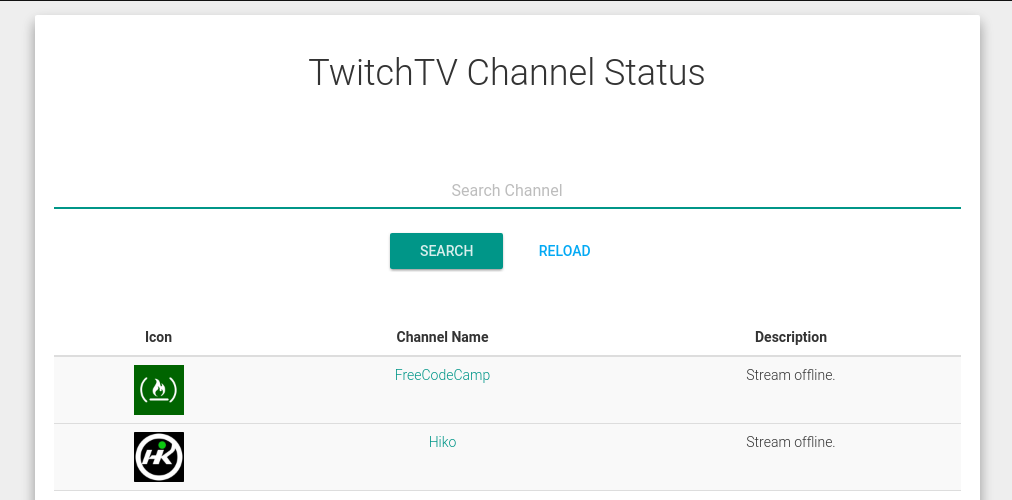 TwitchTV Channel Status
Search Channel
SEARCH RELOAD
Icon Channel Name Description
FreeCodeCamp Stream offline.
HK Hiko Stream offline.